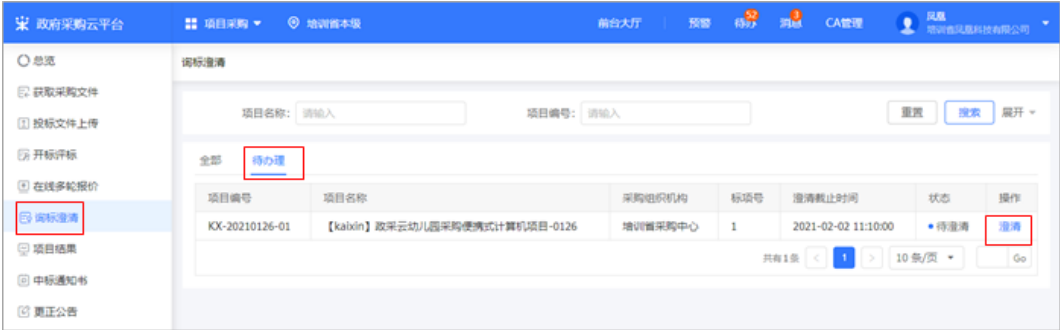 政府采购云平台
项目采购
培训省本级
前台大厅
预警
待办
52
消息
3
CA管理
凤凰
培训省凤凰科技有限公司
总览
获取采购文件
投标文件上传
开标评标
在线多轮报价
询标澄清
项目结果
中标通知书
更正公告
询标澄清
项目名称: 请输入
项目编号: 请输入
重置
搜索
展开
全部
待办理
项目编号 项目名称 采购组织机构 标项号 澄清截止时间 状态 操作
KX-20210126-01 【kaixin】政采云幼儿园采购便携式计算机项目-0126 培训省采购中心 1 2021-02-02 11:10:00 待澄清 澄清
共有1条 < 1 > 10 条/页 Go